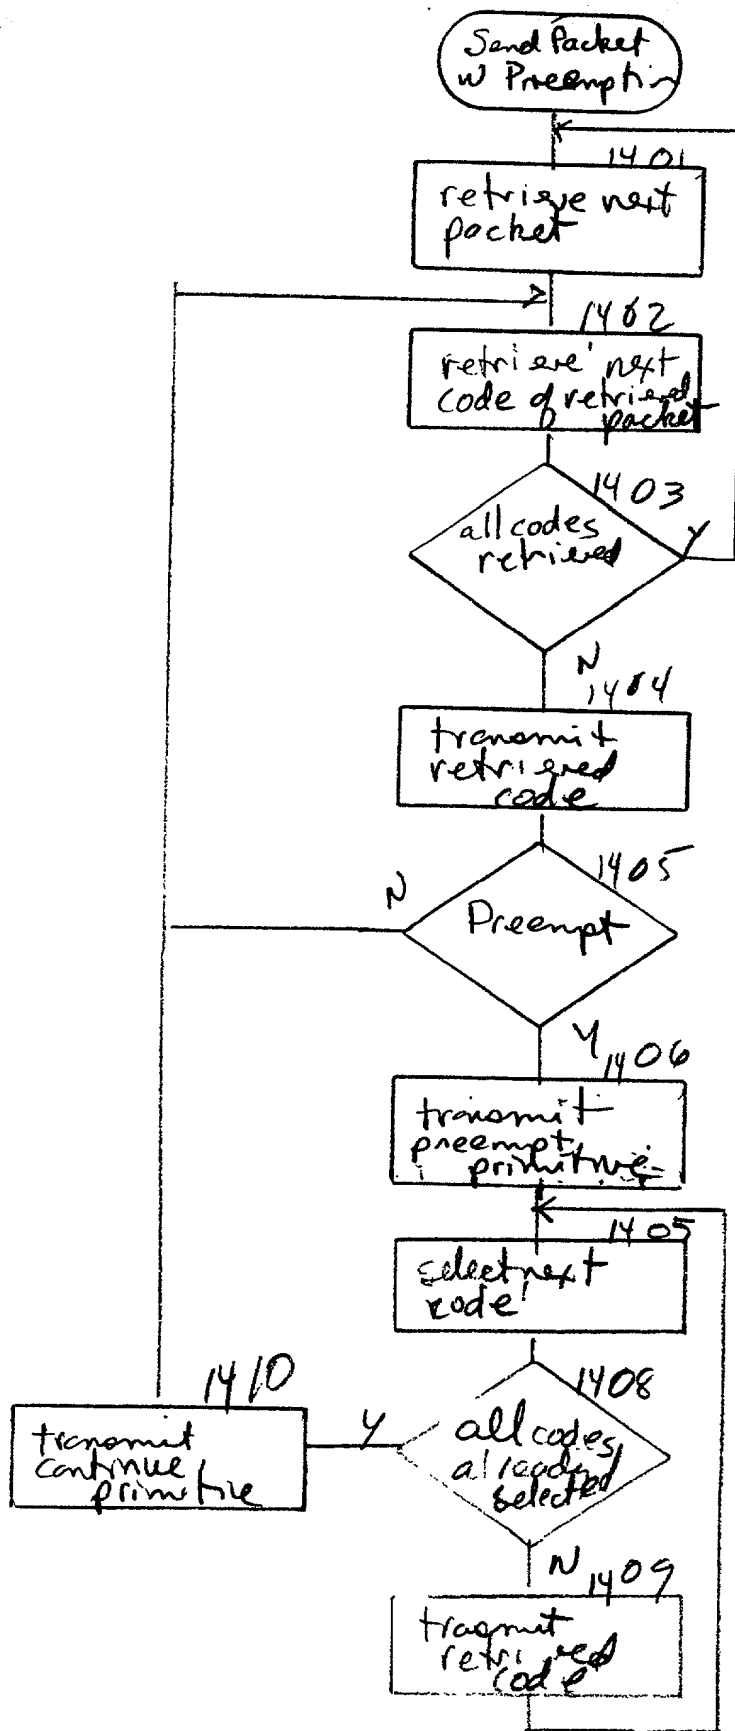 Send Packet
w Preemption
1401
retrieve next
packet
1402
retrieve next
code of retrieved
packet
1403
all codes
retrieved
Y
N
1404
transmit
retrieved
code
1405
N
Preempt
Y
1406
transmit
preempt
primitive
1405
select next
code
1408
all codes
already
selected
Y
1410
transmit
continue
primitive
N
1409
trasmit
retrieved
code